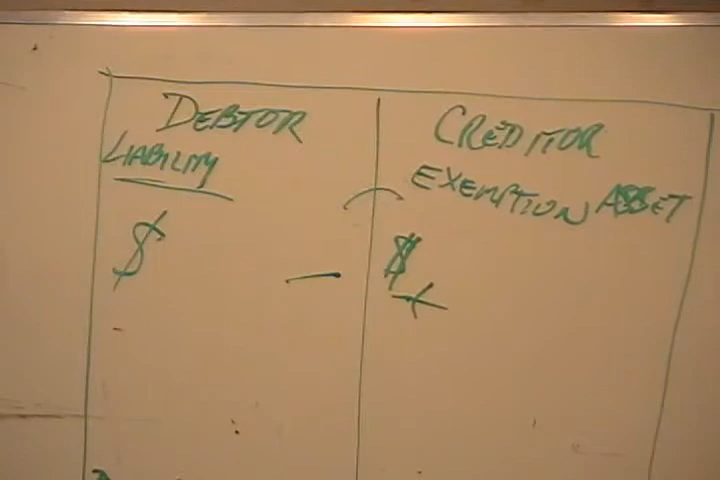 DEBTOR
LIABILITY
$ -
CREDITOR
EXEMPTION ASSET
$
+